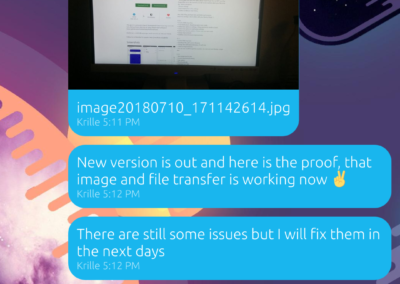 image20180710_171142614.jpg
Krille 5:11 PM
New version is out and here is the proof, that
image and file transfer is working now ✌
Krille 5:12 PM
There are still some issues but I will fix them in
the next days
Krille 5:12 PM